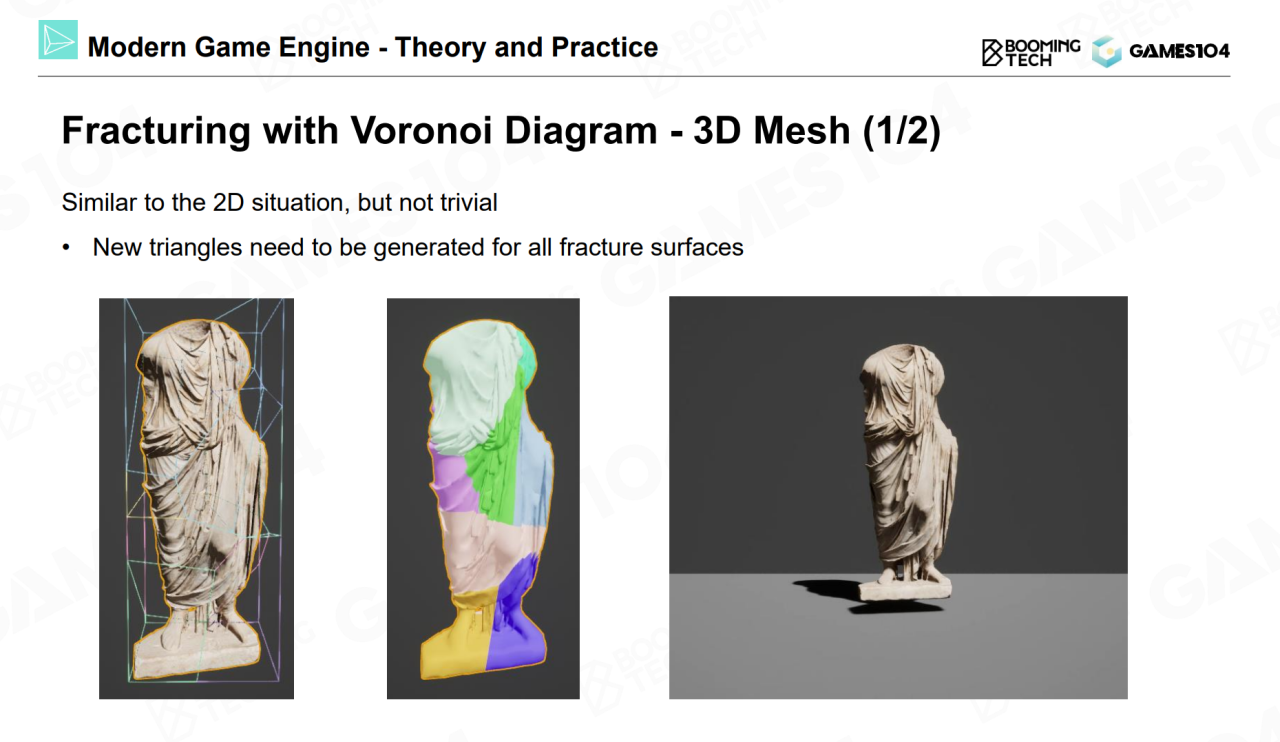 Modern Game Engine - Theory and Practice
BOOMING
TECH
GAMES104
Fracturing with Voronoi Diagram - 3D Mesh (1/2)
Similar to the 2D situation, but not trivial
• New triangles need to be generated for all fracture surfaces